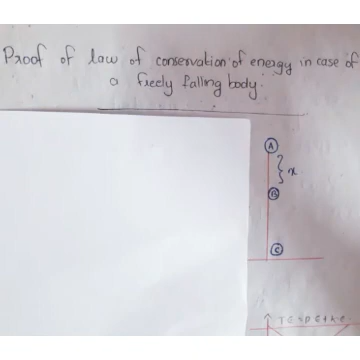 Proof of law of conservation of energy in case of
a freely falling body.
A
x
B
C